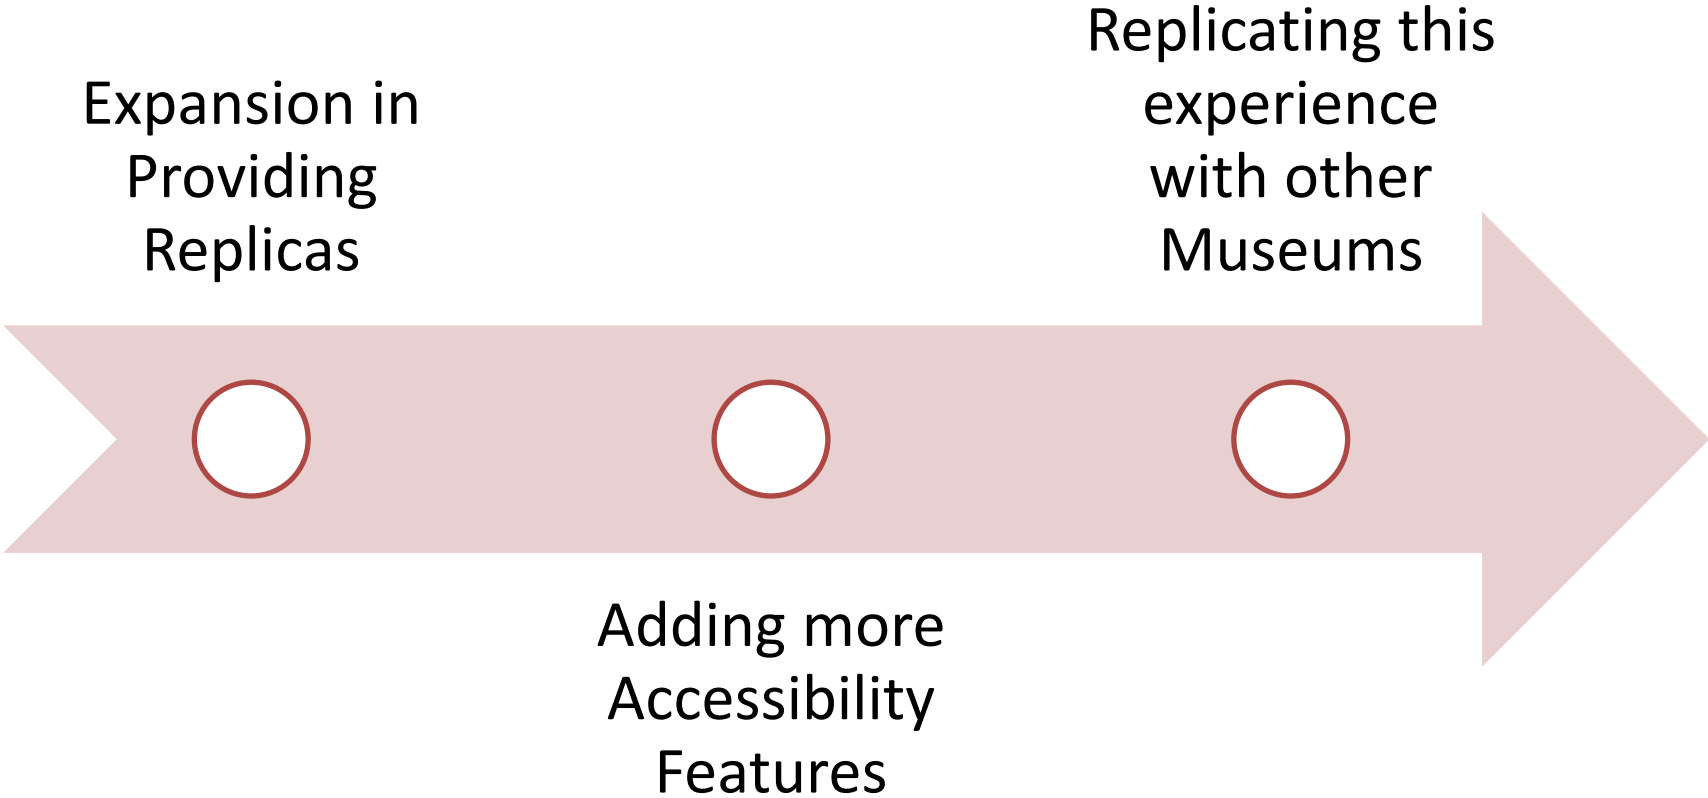 Expansion in
Providing
Replicas
Adding more
Accessibility
Features
Replicating this
experience
with other
Museums